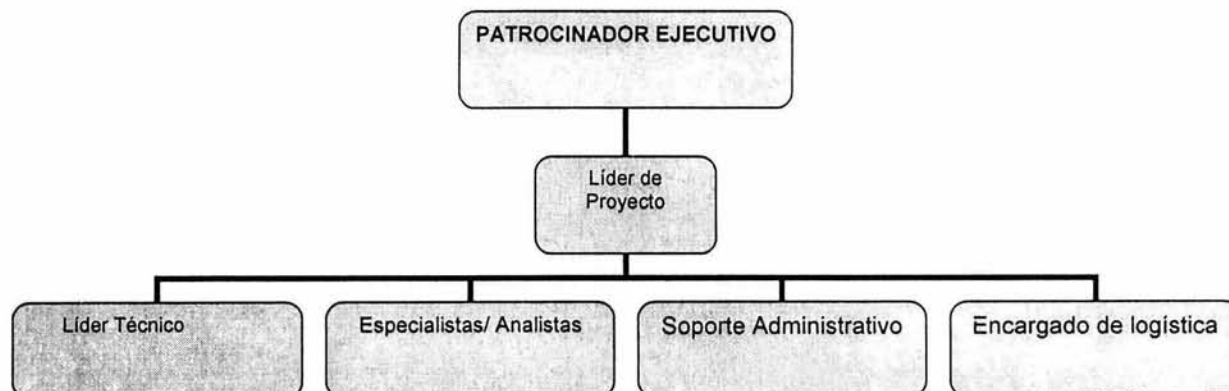 PATROCINADOR EJECUTIVO
Líder de
Proyecto
Líder Técnico
Especialistas/ Analistas
Soporte Administrativo
Encargado de logística